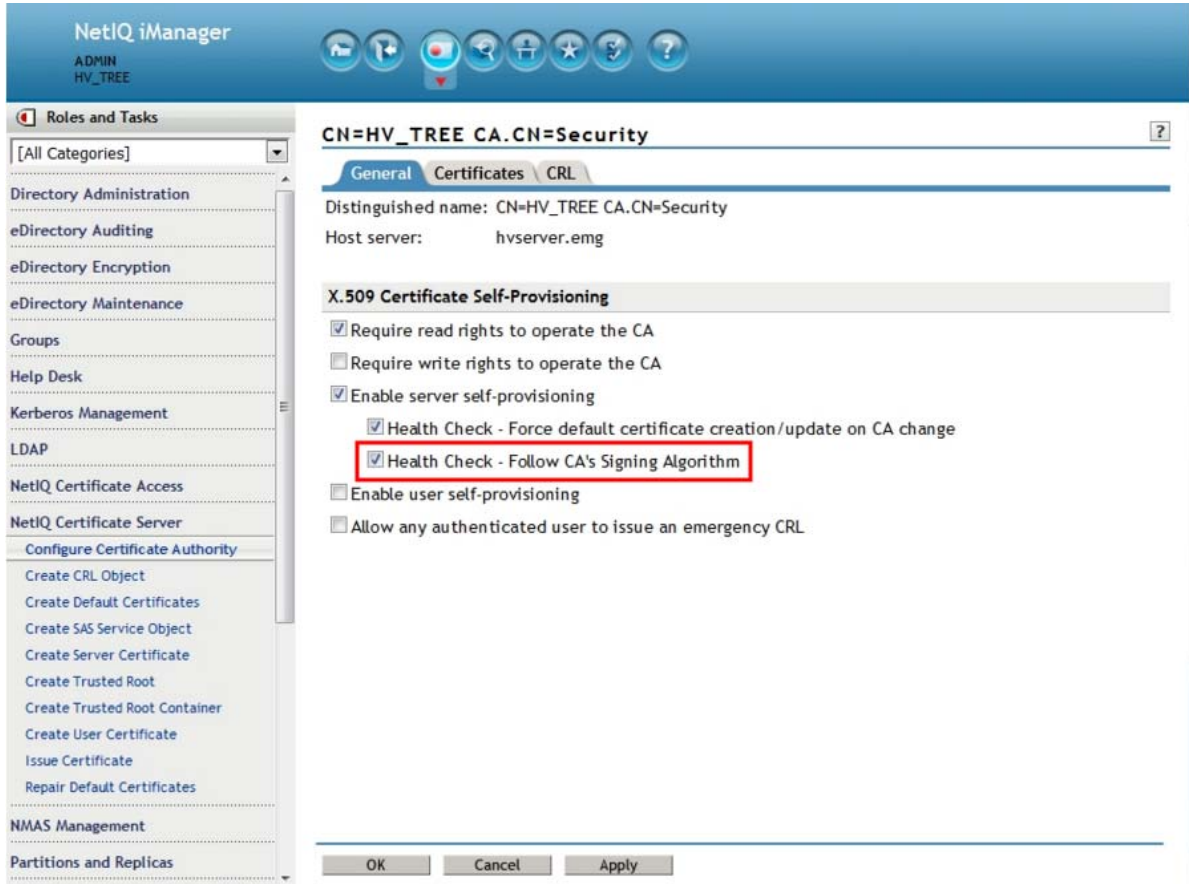 NetIQ iManager
ADMIN
HV_TREE
?
Roles and Tasks
[All Categories]
Directory Administration
eDirectory Auditing
eDirectory Encryption
eDirectory Maintenance
Groups
Help Desk
Kerberos Management
LDAP
NetIQ Certificate Access
NetIQ Certificate Server
Configure Certificate Authority
Create CRL Object
Create Default Certificates
Create SAS Service Object
Create Server Certificate
Create Trusted Root
Create Trusted Root Container
Create User Certificate
Issue Certificate
Repair Default Certificates
NMAS Management
Partitions and Replicas
CN=HV_TREE CA.CN=Security ?
General Certificates CRL
Distinguished name: CN=HV_TREE CA.CN=Security
Host server: hvserver.emg
X.509 Certificate Self-Provisioning
Require read rights to operate the CA
Require write rights to operate the CA
Enable server self-provisioning
Health Check - Force default certificate creation/update on CA change
Health Check - Follow CA's Signing Algorithm
Enable user self-provisioning
Allow any authenticated user to issue an emergency CRL
OK Cancel Apply